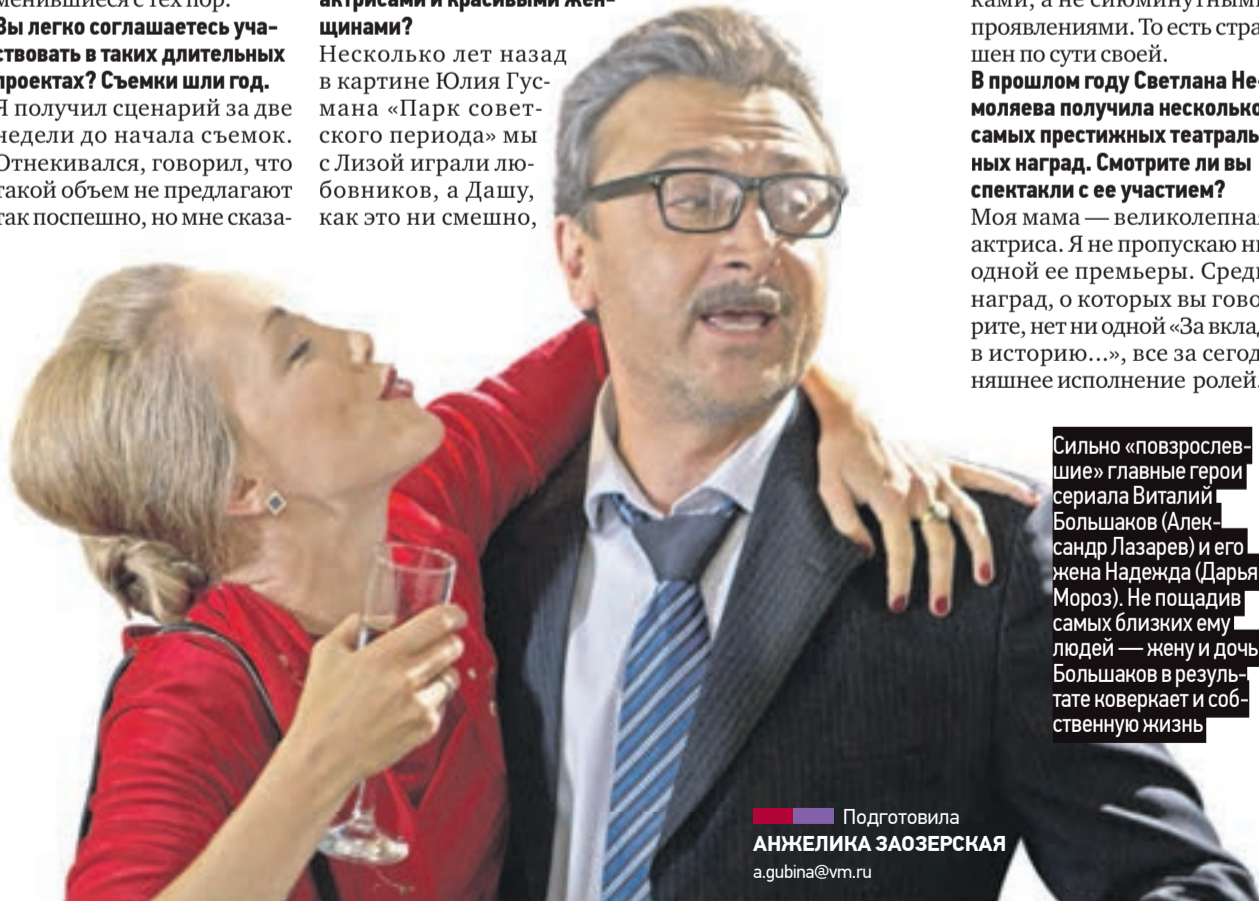 менившиеся с тех пор.
Вы легко соглашаетесь уча-
ствовать в таких длительных
проектах? Съемки шли год.
Я получил сценарий за две
недели до начала съемок.
Отнекивался, говорил, что
такой объем не предлагают
так поспешно, но мне сказа-
актрисами и красивыми жен-
щинами?
Несколько лет назад
в картине Юлия Гус-
мана «Парк совет-
ского периода» мы
с Лизой играли лю-
бовников, а Дашу,
как это ни смешно,
ками, а не сиюминутными
проявлениями. То есть стра
шен по сути своей.
В прошлом году Светлана Не-
моляева получила несколько
самых престижных театраль
ных наград. Смотрите ли вы
спектакли с ее участием?
Моя мама — великолепная
актриса. Я не пропускаю ни
одной ее премьеры. Среди
наград, о которых вы гово
рите, нет ни одной «За вклад
в историю...», все за сегод
няшнее исполнение ролей.
Сильно «повзрослев-
шие» главные герои
сериала Виталий
Большаков (Алек-
сандр Лазарев) и его
жена Надежда (Дарья
Мороз). Не пощадив
самых близких ему
людей — жену и дочь
Большаков в резуль-
тате коверкает и соб-
ственную жизнь
Подготовила
АНЖЕЛИКА ЗАОЗЕРСКАЯ
a.gubina@vm.ru